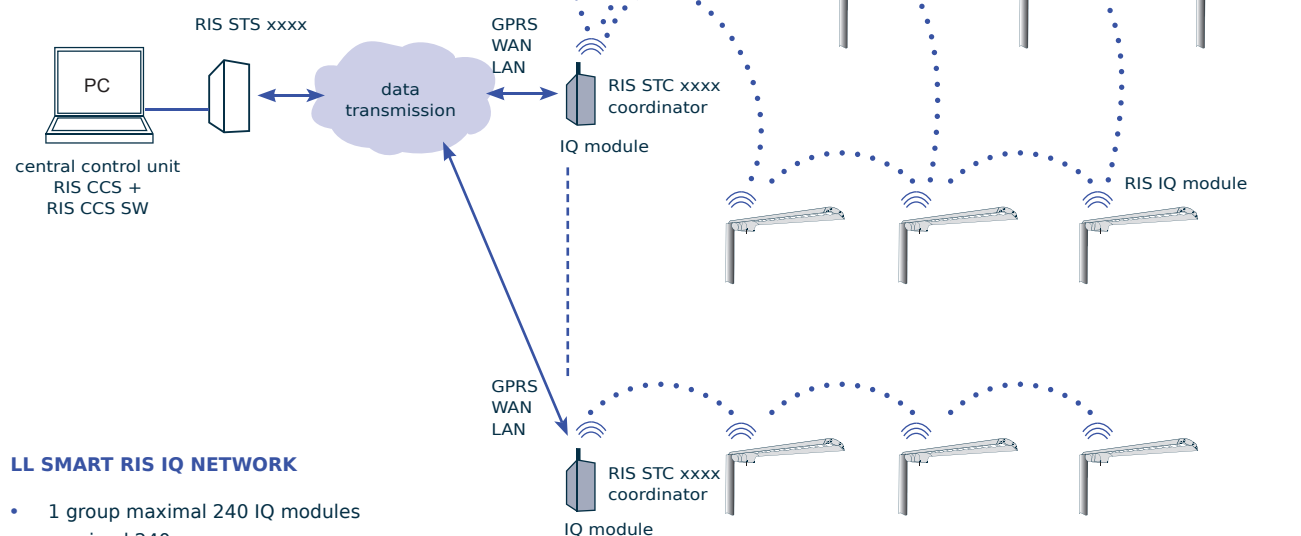 RIS STS xxxx
GPRS
WAN
LAN
PC
data
transmission
RIS STC xxxx
coordinator
IQ module
central control unit
RIS CCS +
RIS CCS SW
RIS IQ module
GPRS
WAN
LAN
LL SMART RIS IQ NETWORK
RIS STC xxxx
coordinator
• 1 group maximal 240 IQ modules
IQ module
240